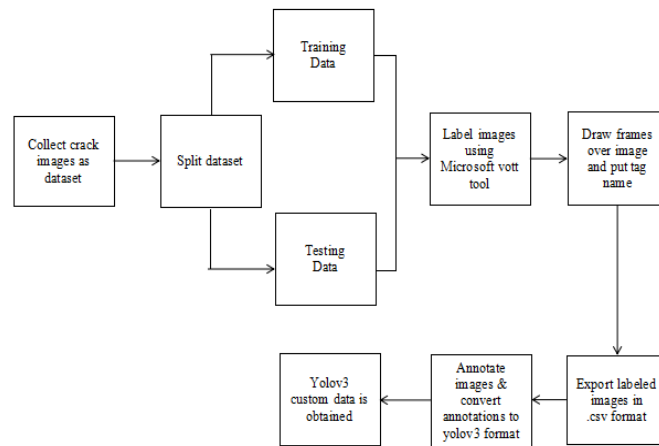 Training
Data
Collect crack
images as
dataset
Split dataset
Testing
Data
Label images
using
Microsoft vott
tool
Draw frames
over image
and put tag
name
Export labeled
images in
.csv format
Annotate
images &
convert
annotations to
yolov3 format
Yolov3
custom data is
obtained